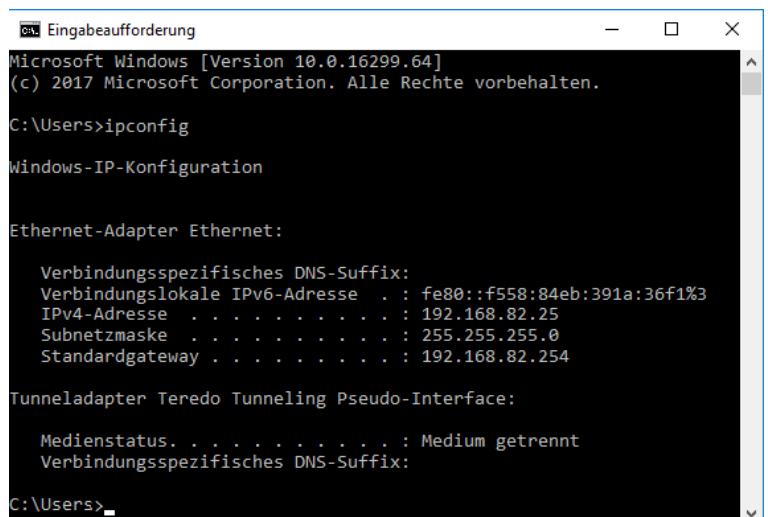 Eingabeaufforderung
Microsoft Windows [Version 10.0.16299.64]
(c) 2017 Microsoft Corporation. Alle Rechte vorbehalten.
C:\Users>ipconfig
Windows-IP-Konfiguration
Ethernet-Adapter Ethernet:
Verbindungsspezifisches DNS-Suffix:
Verbindungslokale IPv6-Adresse  . : fe80::f558:84eb:391a:36f1%3
IPv4-Adresse  . . . . . . . . . . : 192.168.82.25
Subnetzmaske  . . . . . . . . . . : 255.255.255.0
Standardgateway . . . . . . . . . : 192.168.82.254
Tunneladapter Teredo Tunneling Pseudo-Interface:
Medienstatus. . . . . . . . . . . : Medium getrennt
Verbindungsspezifisches DNS-Suffix:
C:\Users>